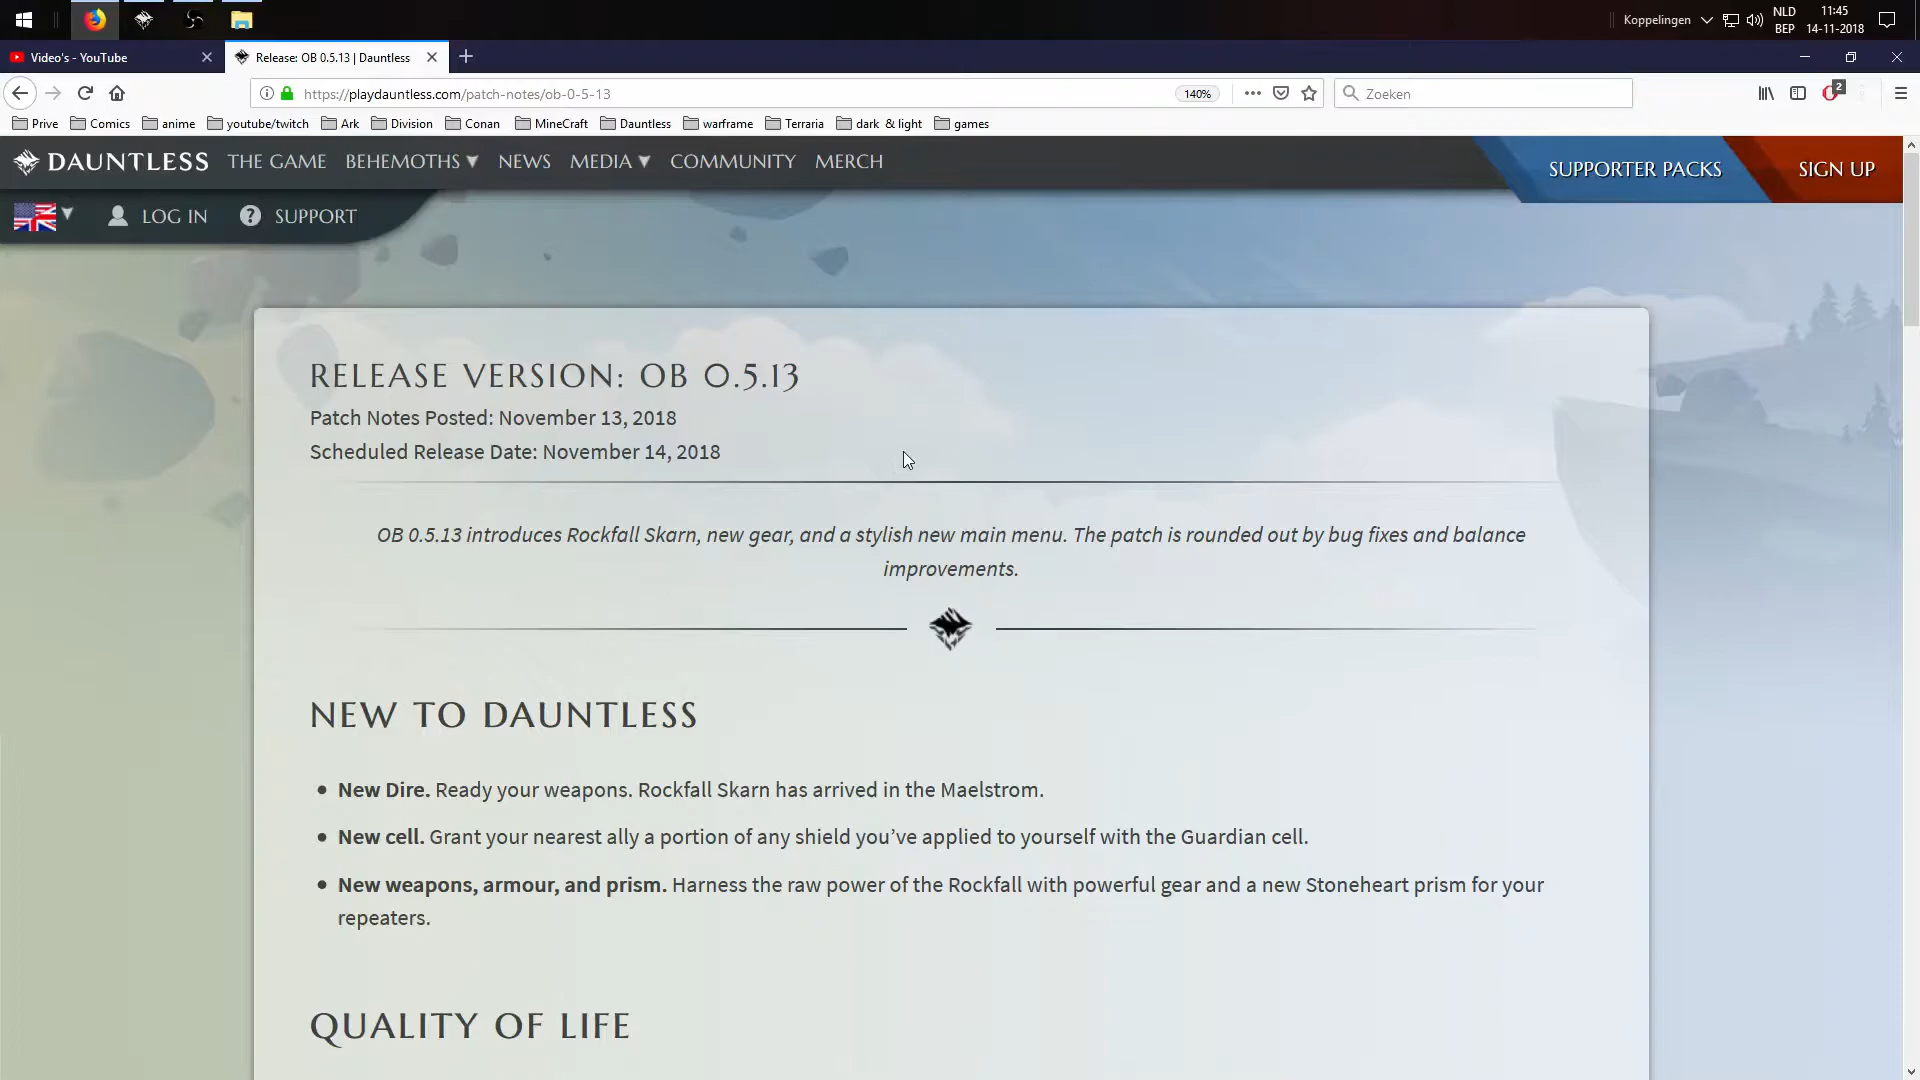 Koppelingen
NLD
BEP
11:45
14-11-2018
Video's - YouTube
Release: OB 0.5.13 | Dauntless
https://playdauntless.com/patch-notes/ob-0-5-13
140%
Zoeken
2
Prive
Comics
anime
youtube/twitch
Ark
Division
Conan
MineCraft
Dauntless
warframe
Terraria
dark & light
games
DAUNTLESS
THE GAME
BEHEMOTHS
NEWS
MEDIA
COMMUNITY
MERCH
SUPPORTER PACKS
SIGN UP
LOG IN
SUPPORT
RELEASE VERSION: OB 0.5.13
Patch Notes Posted: November 13, 2018
Scheduled Release Date: November 14, 2018
OB 0.5.13 introduces Rockfall Skarn, new gear, and a stylish new main menu. The patch is rounded out by bug fixes and balance
improvements.
NEW TO DAUNTLESS
• New Dire. Ready your weapons. Rockfall Skarn has arrived in the Maelstrom.
• New cell. Grant your nearest ally a portion of any shield you’ve applied to yourself with the Guardian cell.
• New weapons, armour, and prism. Harness the raw power of the Rockfall with powerful gear and a new Stoneheart prism for your
repeaters.
QUALITY OF LIFE